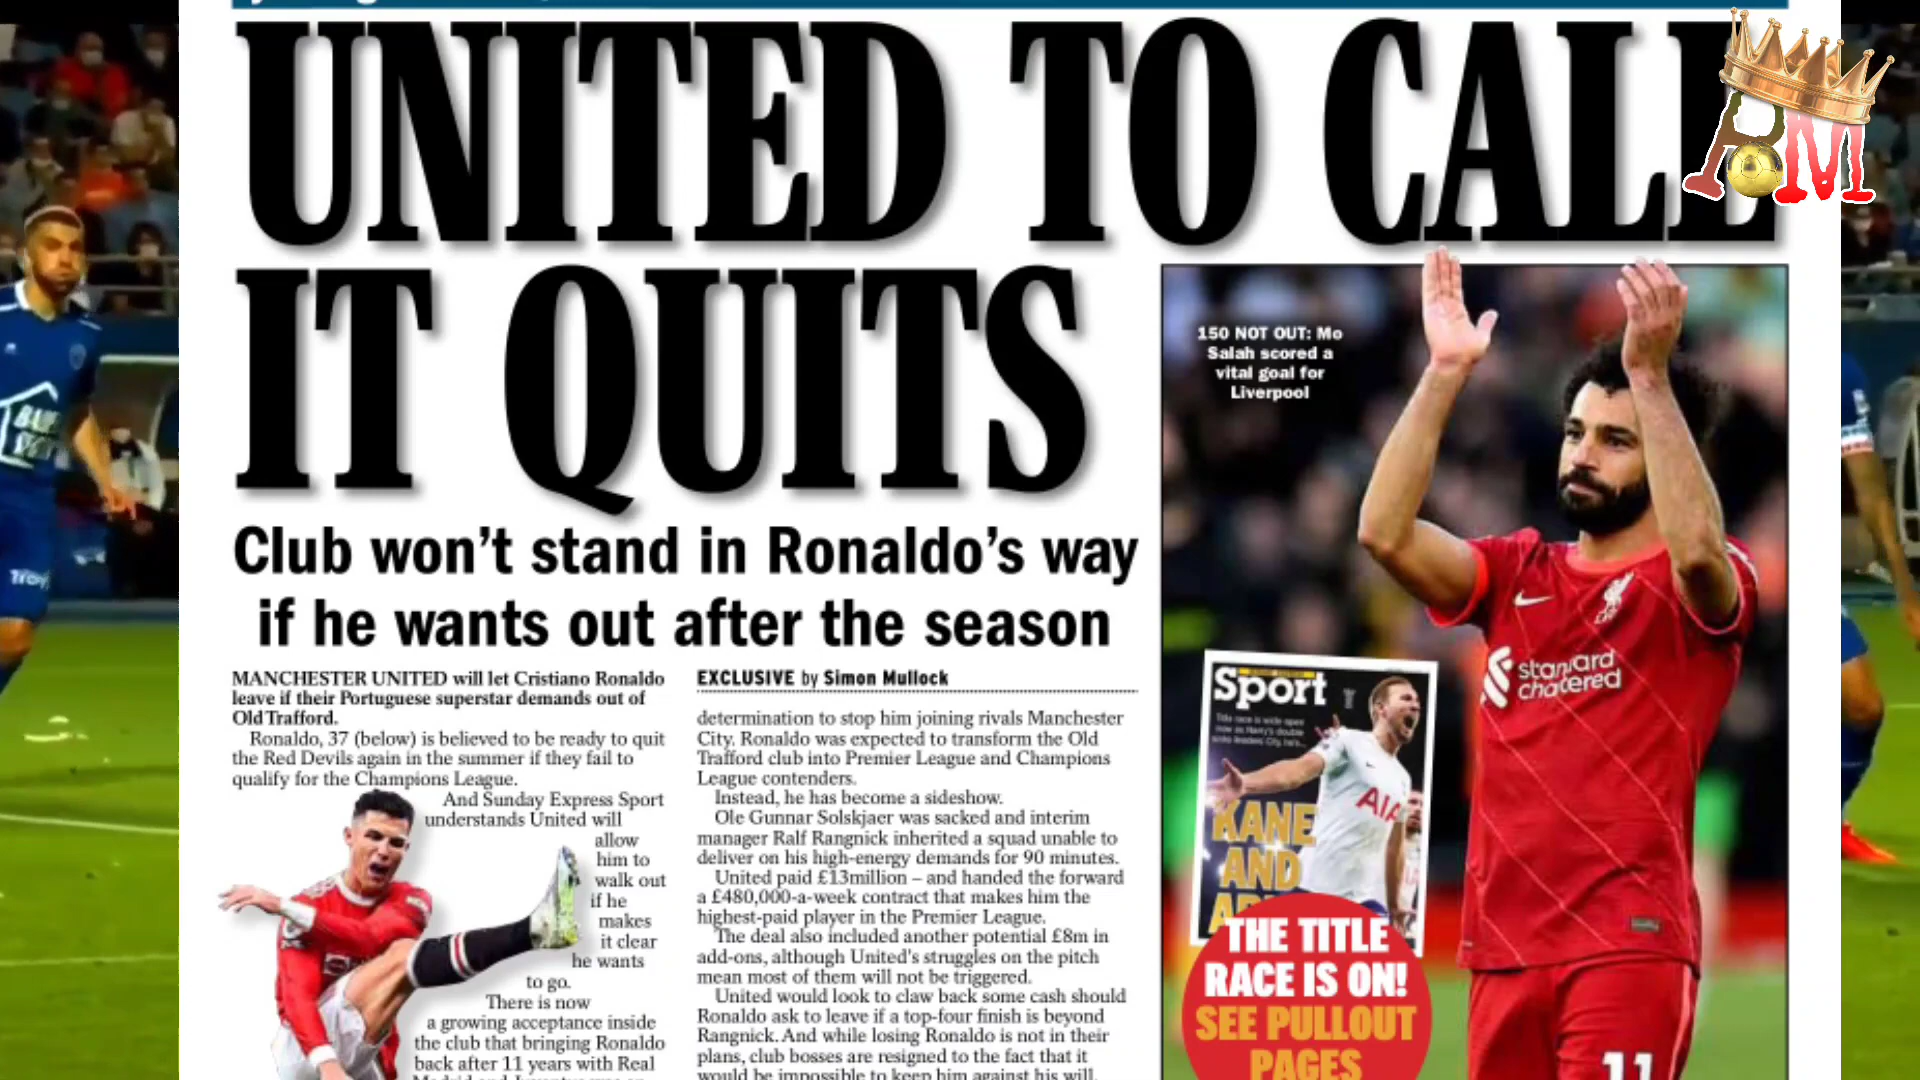 UNITED TO CALL
IT QUITS
Club won't stand in Ronaldo's way
if he wants out after the season
MANCHESTER UNITED will let Cristiano Ronaldo
leave if their Portuguese superstar demands out of
Old Trafford.
Ronaldo, 37 (below) is believed to be ready to quit
the Red Devils again in the summer if they fail to
qualify for the Champions League.
And Sunday Express Sport
understands United will
allow
him to
walk out
if he
makes
it clear
he wants
to go.
There is now
a growing acceptance inside
the club that bringing Ronaldo
back after 11 years with Real
EXCLUSIVE by Simon Mullock
determination to stop him joining rivals Manchester
City. Ronaldo was expected to transform the Old
Trafford club into Premier League and Champions
League contenders.
Instead, he has become a sideshow.
Ole Gunnar Solskjaer was sacked and interim
manager Ralf Rangnick inherited a squad unable to
deliver on his high-energy demands for 90 minutes.
United paid £13million – and handed the forward
a £480,000-a-week contract that makes him the
highest-paid player in the Premier League.
The deal also included another potential £8m in
add-ons, although United's struggles on the pitch
mean most of them will not be triggered.
United would look to claw back some cash should
Ronaldo ask to leave if a top-four finish is beyond
Rangnick. And while losing Ronaldo is not in their
plans, club bosses are resigned to the fact that it
would be impossible to keep him against his will.
150 NOT OUT: Mo
Salah scored a
vital goal for
Liverpool
standard
chartered
11
Sport
AIA
KANE
AND
THE TITLE
RACE IS ON!
SEE PULLOUT
PAGES
Troy
M